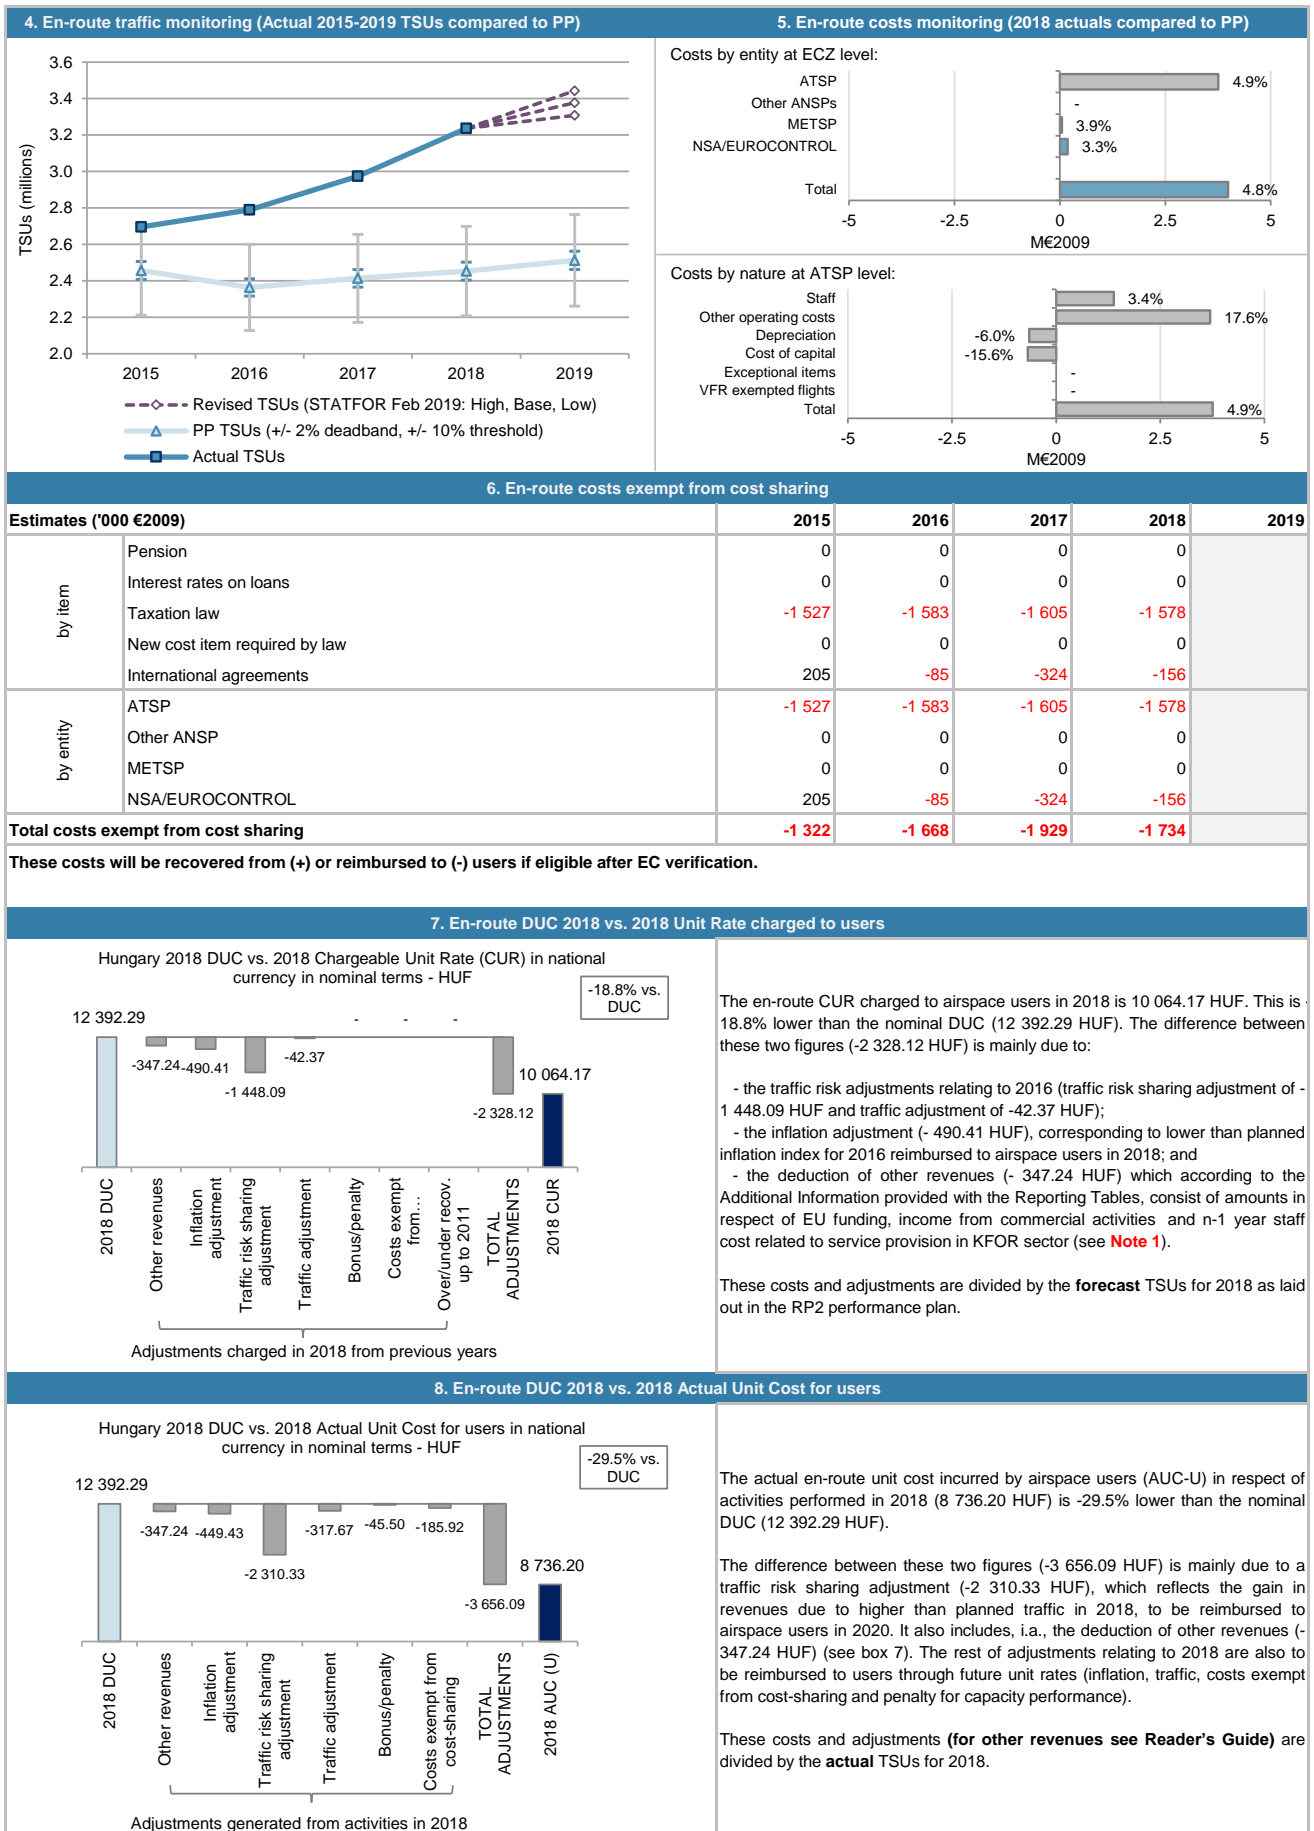 4. En-route traffic monitoring (Actual 2015-2019 TSUs compared to PP)
3.6
3.4
3.2
3.0
2.8
2.6
2.4
2.2
2.0
TSUs (millions)
2015 2016 2017 2018 2019
Revised TSUs (STATFOR Feb 2019: High, Base, Low)
PP TSUs (+/- 2% deadband, +/- 10% threshold)
Actual TSUs
5. En-route costs monitoring (2018 actuals compared to PP)
Costs by entity at ECZ level:
ATSP 4.9%
Other ANSPs -
METSP 3.9%
NSA/EUROCONTROL 3.3%
Total 4.8%
-5 -2.5 0 2.5 5
M€2009
Costs by nature at ATSP level:
Staff 3.4%
Other operating costs 17.6%
Depreciation -6.0%
Cost of capital -15.6%
Exceptional items -
VFR exempted flights -
Total 4.9%
-5 -2.5 0 2.5 5
M€2009
6. En-route costs exempt from cost sharing
Estimates ('000 €2009) 2015 2016 2017 2018 2019
by item
Pension 0 0 0 0
Interest rates on loans 0 0 0 0
Taxation law -1 527 -1 583 -1 605 -1 578
New cost item required by law 0 0 0 0
International agreements 205 -85 -324 -156
by entity
ATSP -1 527 -1 583 -1 605 -1 578
Other ANSP 0 0 0 0
METSP 0 0 0 0
NSA/EUROCONTROL 205 -85 -324 -156
Total costs exempt from cost sharing -1 322 -1 668 -1 929 -1 734
These costs will be recovered from (+) or reimbursed to (-) users if eligible after EC verification.
7. En-route DUC 2018 vs. 2018 Unit Rate charged to users
Hungary 2018 DUC vs. 2018 Chargeable Unit Rate (CUR) in national
currency in nominal terms - HUF
-18.8% vs.
DUC
12 392.29
-347.24
-490.41
-1 448.09
-42.37
- - -
-2 328.12
10 064.17
2018 DUC
Other revenues
Inflation
adjustment
Traffic risk sharing
adjustment
Traffic adjustment
Bonus/penalty
Costs exempt
from…
Over/under recov.
up to 2011
TOTAL
ADJUSTMENTS
2018 CUR
Adjustments charged in 2018 from previous years
The en-route CUR charged to airspace users in 2018 is 10 064.17 HUF. This is -
18.8% lower than the nominal DUC (12 392.29 HUF). The difference between
these two figures (-2 328.12 HUF) is mainly due to:
- the traffic risk adjustments relating to 2016 (traffic risk sharing adjustment of -
1 448.09 HUF and traffic adjustment of -42.37 HUF);
- the inflation adjustment (- 490.41 HUF), corresponding to lower than planned
inflation index for 2016 reimbursed to airspace users in 2018; and
- the deduction of other revenues (- 347.24 HUF) which according to the
Additional Information provided with the Reporting Tables, consist of amounts in
respect of EU funding, income from commercial activities and n-1 year staff
cost related to service provision in KFOR sector (see Note 1).
These costs and adjustments are divided by the forecast TSUs for 2018 as laid
out in the RP2 performance plan.
8. En-route DUC 2018 vs. 2018 Actual Unit Cost for users
Hungary 2018 DUC vs. 2018 Actual Unit Cost for users in national
currency in nominal terms - HUF
-29.5% vs.
DUC
12 392.29
-347.24
-449.43
-2 310.33
-317.67
-45.50
-185.92
-3 656.09
8 736.20
2018 DUC
Other revenues
Inflation
adjustment
Traffic risk sharing
adjustment
Traffic adjustment
Bonus/penalty
Costs exempt from
cost-sharing
TOTAL
ADJUSTMENTS
2018 AUC (U)
Adjustments generated from activities in 2018
The actual en-route unit cost incurred by airspace users (AUC-U) in respect of
activities performed in 2018 (8 736.20 HUF) is -29.5% lower than the nominal
DUC (12 392.29 HUF).
The difference between these two figures (-3 656.09 HUF) is mainly due to a
traffic risk sharing adjustment (-2 310.33 HUF), which reflects the gain in
revenues due to higher than planned traffic in 2018, to be reimbursed to
airspace users in 2020. It also includes, i.a., the deduction of other revenues (-
347.24 HUF) (see box 7). The rest of adjustments relating to 2018 are also to
be reimbursed to users through future unit rates (inflation, traffic, costs exempt
from cost-sharing and penalty for capacity performance).
These costs and adjustments (for other revenues see Reader's Guide) are
divided by the actual TSUs for 2018.